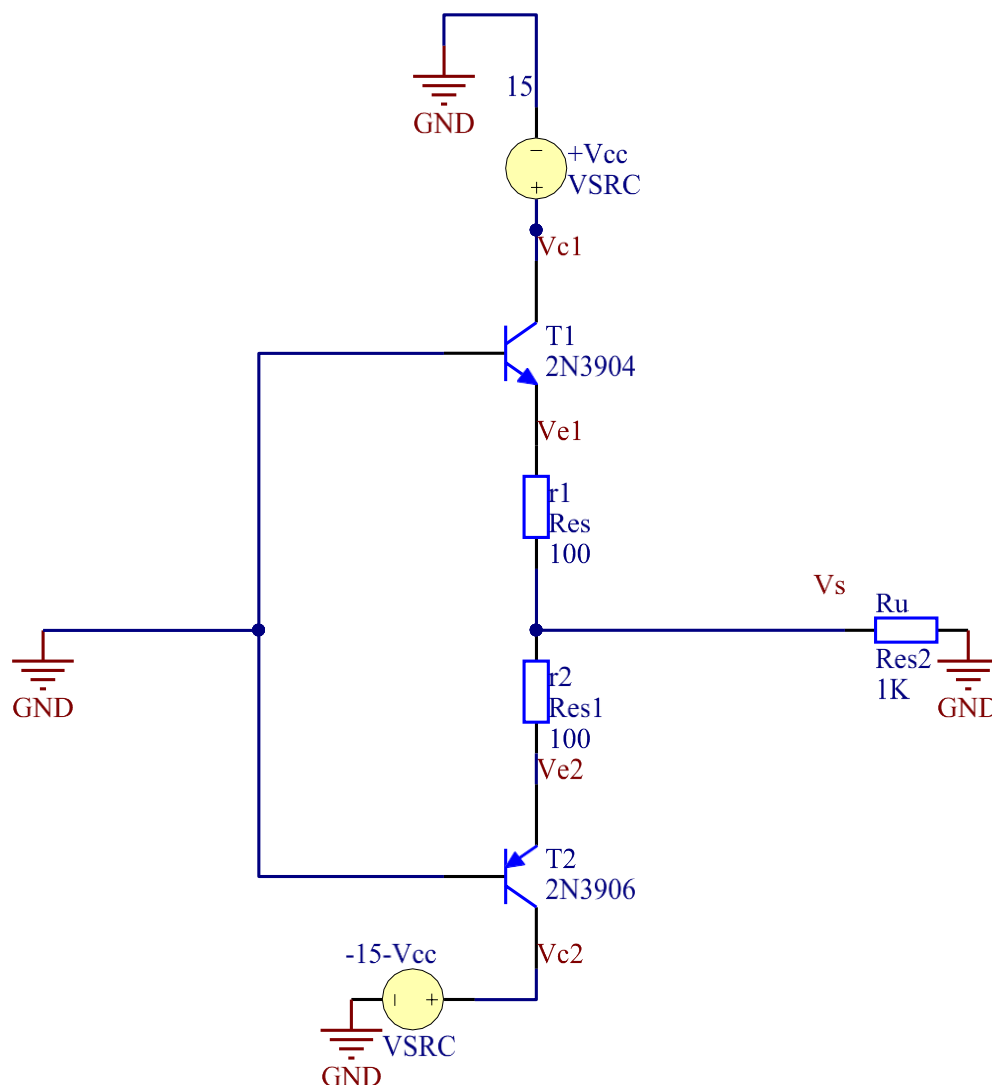 15
GND
+Vcc
VSRC
Vc1
T1
2N3904
Ve1
r1
Res
100
Vs
Ru
Res2
1K
GND
GND
r2
Res1
100
Ve2
T2
2N3906
Vc2
-15-Vcc
VSRC
GND